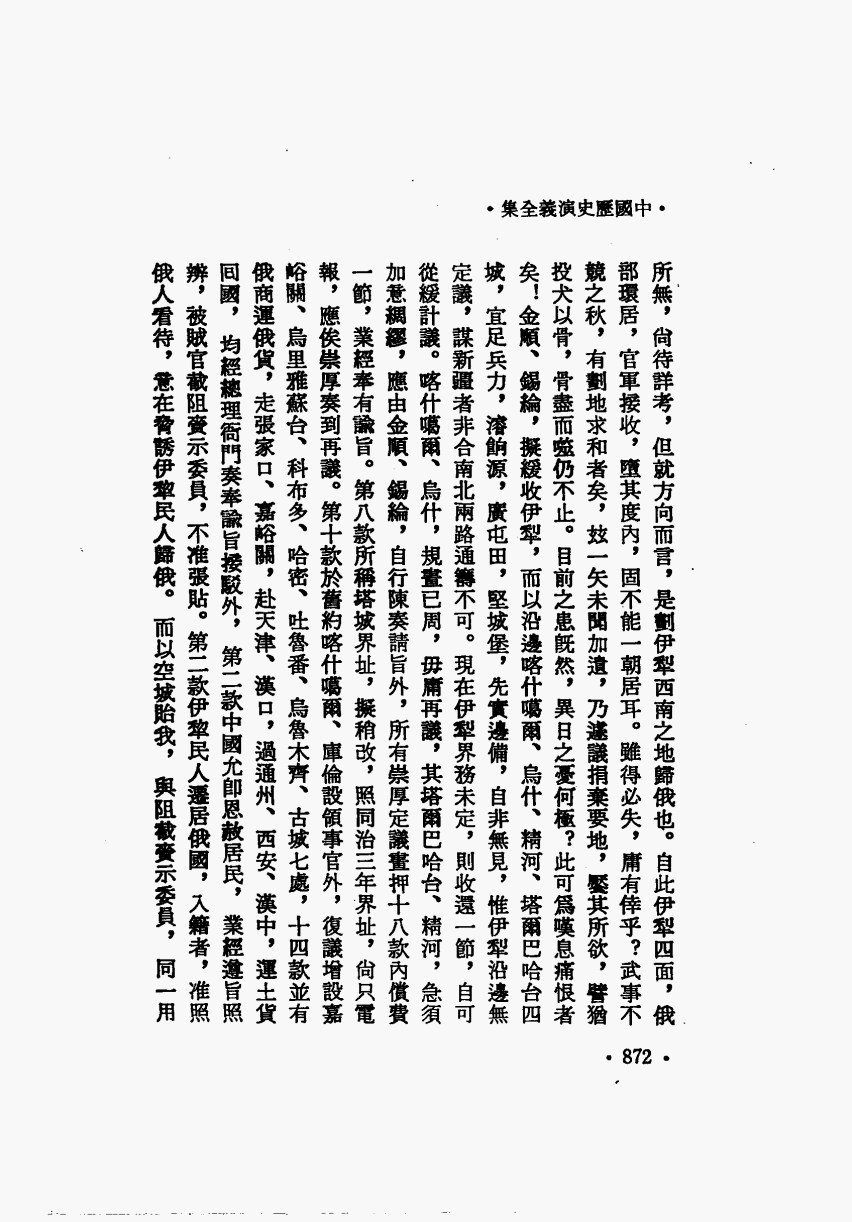 •中國歷史演義全集•
所無，尙待詳考，但就方向而言，是劃伊犁西南之地歸俄也。自此伊犁四面，俄
部環居，官軍接收，墮其度內，固不能一朝居耳。雖得必失，庸有倖乎？武事不
競之秋，有劃地求和者矣，玆一矢未聞加遺，乃遽議捐棄要地，饜其所欲，譬猶
投犬以骨，骨盡而噬仍不止。目前之患旣然，異日之憂何極？此可爲嘆息痛恨者
矣！金順、錫綸，擬緩收伊犁，而以沿邊喀什噶爾、烏什、精河、塔爾巴哈台四
城，宜足兵力，濬餉源，廣屯田，堅城堡，先實邊備，自非無見，惟伊犁沿邊無
定議，謀新疆者非合南北兩路通籌不可。現在伊犁界務未定，則收還一節，自可
從緩計議。喀什噶爾、烏什，規畫已周，毋庸再議，其塔爾巴哈台、精河，急須
加意綢繆，應由金順、錫綸，自行陳奏請旨外，所有崇厚定議畫押十八款內償費
一節，業經奉有諭旨。第八款所稱塔城界址，擬稍改，照同治三年界址，尙只電
報，應俟崇厚奏到再議。第十款於舊約喀什噶爾、庫倫設領事官外，復議增設嘉
峪關、烏里雅蘇台、科布多、哈密、吐魯番、烏魯木齊、古城七處，十四款並有
俄商運俄貨，走張家口、嘉峪關，赴天津、漢口，過通州、西安、漢中，運土貨
囘國，均經總理衙門奏奉諭旨接駁外，第二款中國允卽恩赦居民，業經遵旨照
辨，被賊官截阻齎示委員，不准張貼。第二款伊犁民人遷居俄國，入籍者，准照
俄人看待，意在脅誘伊犁民人歸俄。而以空城貽我，與阻截齎示委員，同一用
•872•